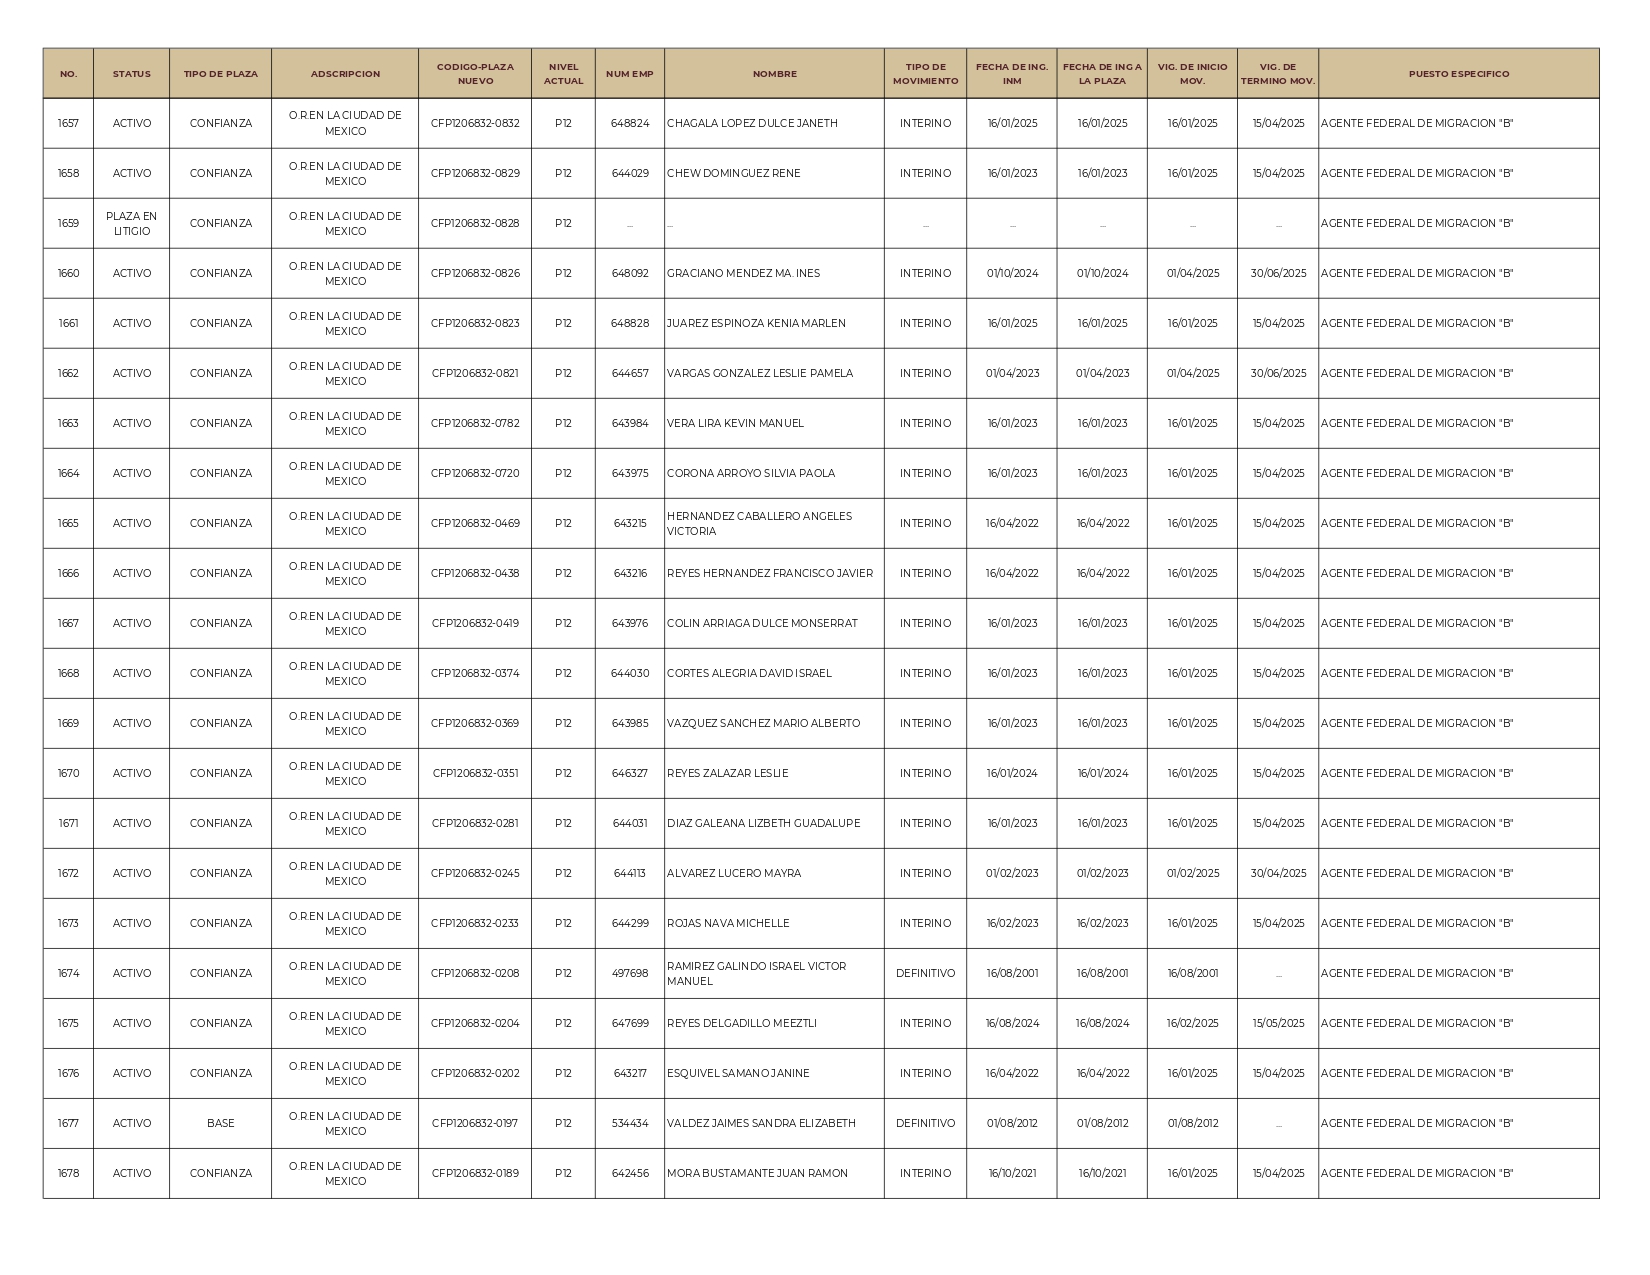 NO. STATUS TIPO DE PLAZA ADSCRIPCION CODIGO-PLAZA NUEVO NIVEL ACTUAL NUM EMP NOMBRE TIPO DE MOVIMIENTO FECHA DE ING. INM FECHA DE ING A LA PLAZA VIG. DE INICIO MOV. VIG. DE TERMINO MOV. PUESTO ESPECIFICO
1657 ACTIVO CONFIANZA O.R.EN LA CIUDAD DE MEXICO CFP1206832-0832 P12 648824 CHAGALA LOPEZ DULCE JANETH INTERINO 16/01/2025 16/01/2025 16/01/2025 15/04/2025 AGENTE FEDERAL DE MIGRACION "B"
1658 ACTIVO CONFIANZA O.R.EN LA CIUDAD DE MEXICO CFP1206832-0829 P12 644029 CHEW DOMINGUEZ RENE INTERINO 16/01/2023 16/01/2023 16/01/2025 15/04/2025 AGENTE FEDERAL DE MIGRACION "B"
1659 PLAZA EN LITIGIO CONFIANZA O.R.EN LA CIUDAD DE MEXICO CFP1206832-0828 P12 ... ... ... ... ... ... ... AGENTE FEDERAL DE MIGRACION "B"
1660 ACTIVO CONFIANZA O.R.EN LA CIUDAD DE MEXICO CFP1206832-0826 P12 648092 GRACIANO MENDEZ MA. INES INTERINO 01/10/2024 01/10/2024 01/04/2025 30/06/2025 AGENTE FEDERAL DE MIGRACION "B"
1661 ACTIVO CONFIANZA O.R.EN LA CIUDAD DE MEXICO CFP1206832-0823 P12 648828 JUAREZ ESPINOZA KENIA MARLEN INTERINO 16/01/2025 16/01/2025 16/01/2025 15/04/2025 AGENTE FEDERAL DE MIGRACION "B"
1662 ACTIVO CONFIANZA O.R.EN LA CIUDAD DE MEXICO CFP1206832-0821 P12 644657 VARGAS GONZALEZ LESLIE PAMELA INTERINO 01/04/2023 01/04/2023 01/04/2025 30/06/2025 AGENTE FEDERAL DE MIGRACION "B"
1663 ACTIVO CONFIANZA O.R.EN LA CIUDAD DE MEXICO CFP1206832-0782 P12 643984 VERA LIRA KEVIN MANUEL INTERINO 16/01/2023 16/01/2023 16/01/2025 15/04/2025 AGENTE FEDERAL DE MIGRACION "B"
1664 ACTIVO CONFIANZA O.R.EN LA CIUDAD DE MEXICO CFP1206832-0720 P12 643975 CORONA ARROYO SILVIA PAOLA INTERINO 16/01/2023 16/01/2023 16/01/2025 15/04/2025 AGENTE FEDERAL DE MIGRACION "B"
1665 ACTIVO CONFIANZA O.R.EN LA CIUDAD DE MEXICO CFP1206832-0469 P12 643215 HERNANDEZ CABALLERO ANGELES VICTORIA INTERINO 16/04/2022 16/04/2022 16/01/2025 15/04/2025 AGENTE FEDERAL DE MIGRACION "B"
1666 ACTIVO CONFIANZA O.R.EN LA CIUDAD DE MEXICO CFP1206832-0438 P12 643216 REYES HERNANDEZ FRANCISCO JAVIER INTERINO 16/04/2022 16/04/2022 16/01/2025 15/04/2025 AGENTE FEDERAL DE MIGRACION "B"
1667 ACTIVO CONFIANZA O.R.EN LA CIUDAD DE MEXICO CFP1206832-0419 P12 643976 COLIN ARRIAGA DULCE MONSERRAT INTERINO 16/01/2023 16/01/2023 16/01/2025 15/04/2025 AGENTE FEDERAL DE MIGRACION "B"
1668 ACTIVO CONFIANZA O.R.EN LA CIUDAD DE MEXICO CFP1206832-0374 P12 644030 CORTES ALEGRIA DAVID ISRAEL INTERINO 16/01/2023 16/01/2023 16/01/2025 15/04/2025 AGENTE FEDERAL DE MIGRACION "B"
1669 ACTIVO CONFIANZA O.R.EN LA CIUDAD DE MEXICO CFP1206832-0369 P12 643985 VAZQUEZ SANCHEZ MARIO ALBERTO INTERINO 16/01/2023 16/01/2023 16/01/2025 15/04/2025 AGENTE FEDERAL DE MIGRACION "B"
1670 ACTIVO CONFIANZA O.R.EN LA CIUDAD DE MEXICO CFP1206832-0351 P12 646327 REYES ZALAZAR LESLIE INTERINO 16/01/2024 16/01/2024 16/01/2025 15/04/2025 AGENTE FEDERAL DE MIGRACION "B"
1671 ACTIVO CONFIANZA O.R.EN LA CIUDAD DE MEXICO CFP1206832-0281 P12 644031 DIAZ GALEANA LIZBETH GUADALUPE INTERINO 16/01/2023 16/01/2023 16/01/2025 15/04/2025 AGENTE FEDERAL DE MIGRACION "B"
1672 ACTIVO CONFIANZA O.R.EN LA CIUDAD DE MEXICO CFP1206832-0245 P12 644113 ALVAREZ LUCERO MAYRA INTERINO 01/02/2023 01/02/2023 01/02/2025 30/04/2025 AGENTE FEDERAL DE MIGRACION "B"
1673 ACTIVO CONFIANZA O.R.EN LA CIUDAD DE MEXICO CFP1206832-0233 P12 644299 ROJAS NAVA MICHELLE INTERINO 16/02/2023 16/02/2023 16/01/2025 15/04/2025 AGENTE FEDERAL DE MIGRACION "B"
1674 ACTIVO CONFIANZA O.R.EN LA CIUDAD DE MEXICO CFP1206832-0208 P12 497698 RAMIREZ GALINDO ISRAEL VICTOR MANUEL DEFINITIVO 16/08/2001 16/08/2001 16/08/2001 ... AGENTE FEDERAL DE MIGRACION "B"
1675 ACTIVO CONFIANZA O.R.EN LA CIUDAD DE MEXICO CFP1206832-0204 P12 647699 REYES DELGADILLO MEEZTLI INTERINO 16/08/2024 16/08/2024 16/02/2025 15/05/2025 AGENTE FEDERAL DE MIGRACION "B"
1676 ACTIVO CONFIANZA O.R.EN LA CIUDAD DE MEXICO CFP1206832-0202 P12 643217 ESQUIVEL SAMANO JANINE INTERINO 16/04/2022 16/04/2022 16/01/2025 15/04/2025 AGENTE FEDERAL DE MIGRACION "B"
1677 ACTIVO BASE O.R.EN LA CIUDAD DE MEXICO CFP1206832-0197 P12 534434 VALDEZ JAIMES SANDRA ELIZABETH DEFINITIVO 01/08/2012 01/08/2012 01/08/2012 ... AGENTE FEDERAL DE MIGRACION "B"
1678 ACTIVO CONFIANZA O.R.EN LA CIUDAD DE MEXICO CFP1206832-0189 P12 642456 MORA BUSTAMANTE JUAN RAMON INTERINO 16/10/2021 16/10/2021 16/01/2025 15/04/2025 AGENTE FEDERAL DE MIGRACION "B"